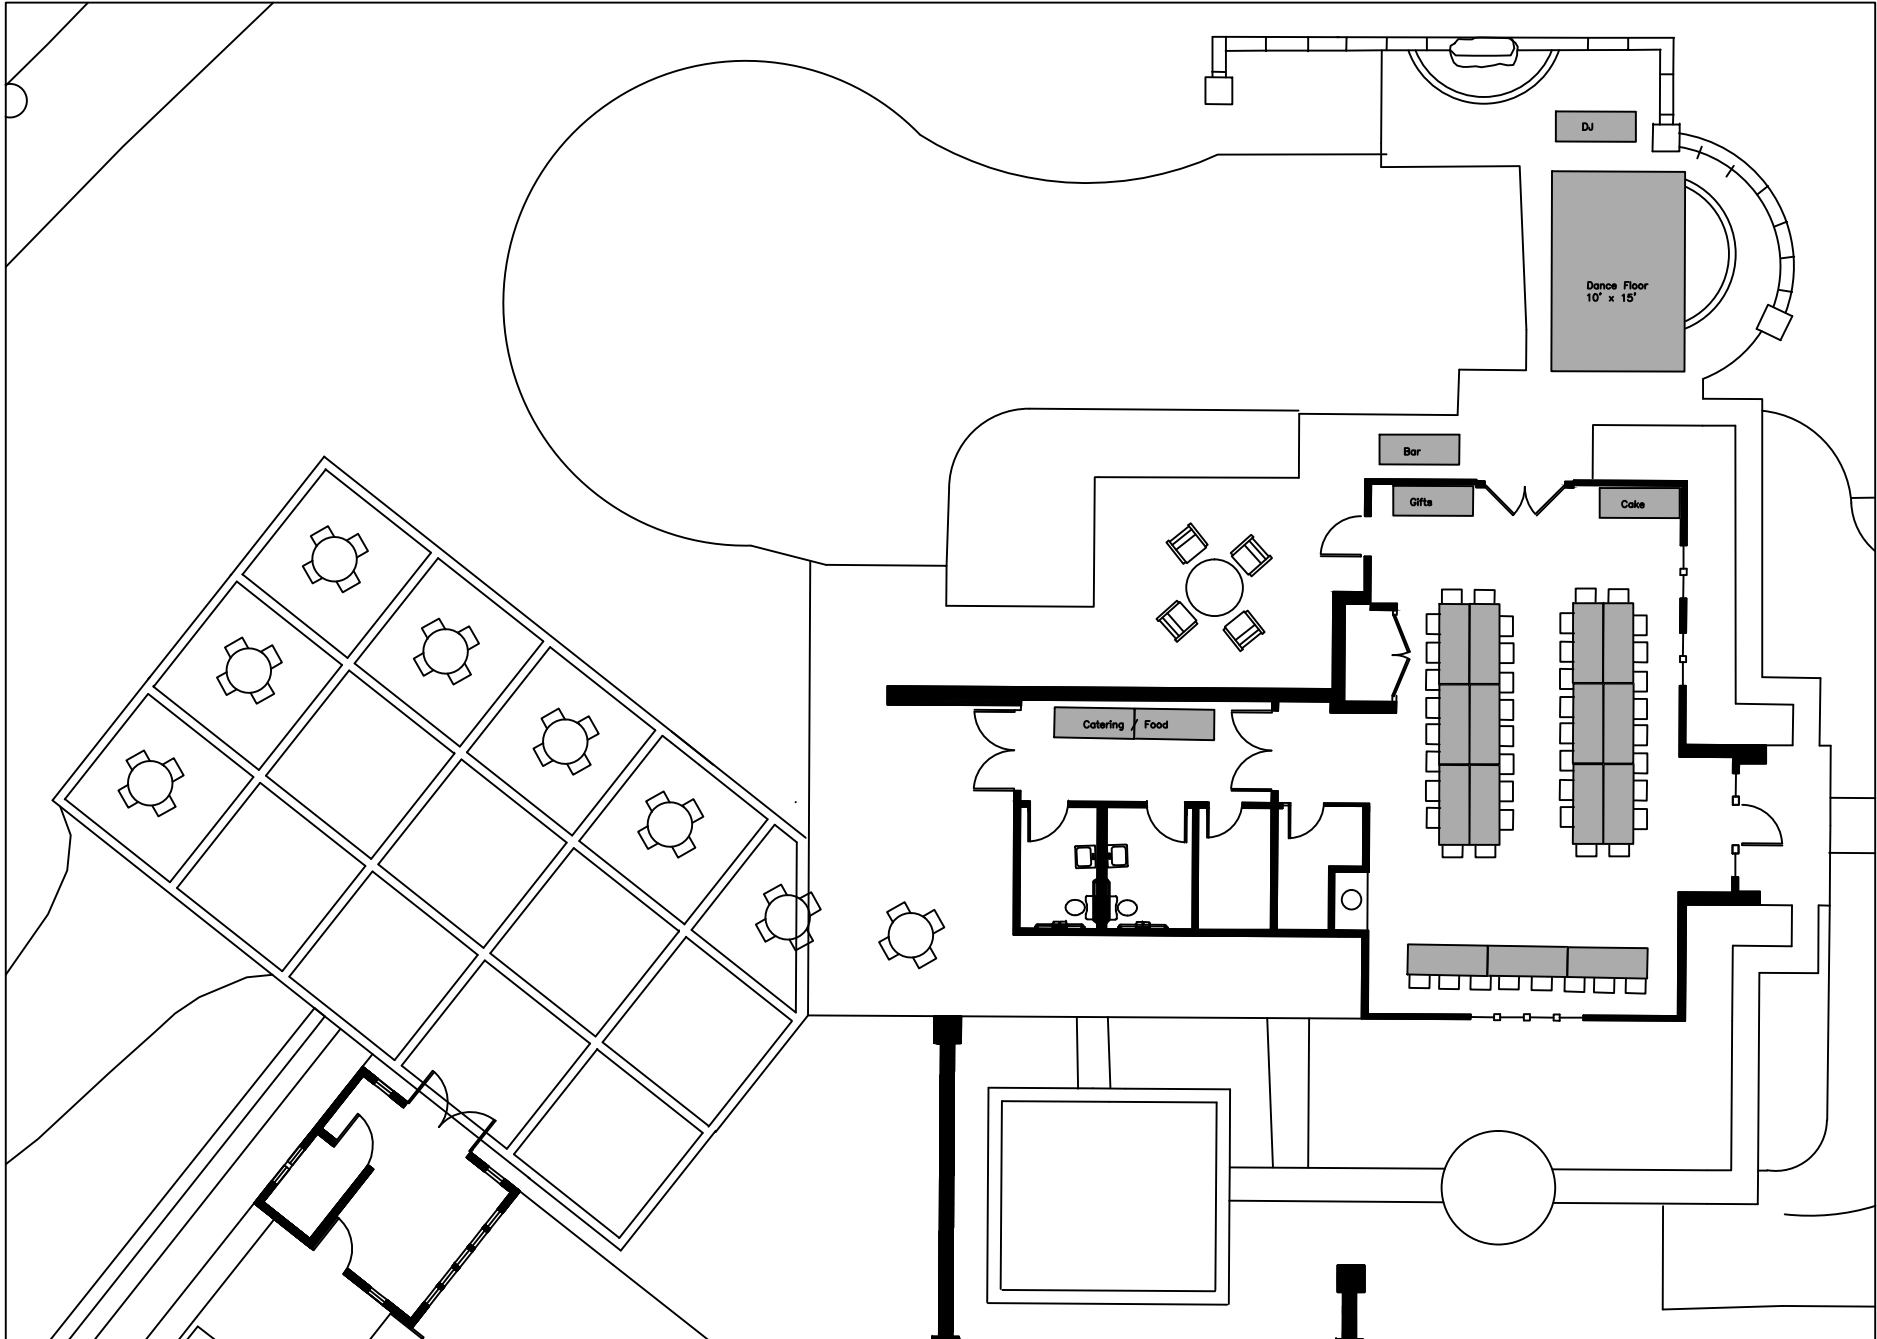 DJ
Dance Floor
10' x 15'
Bar
Gifts
Cake
Catering / Food